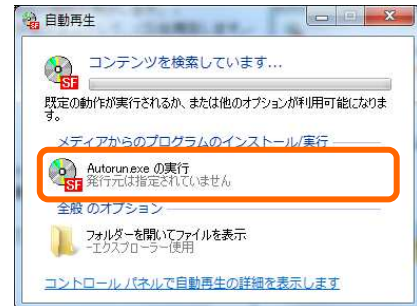 自動再生
コンテンツを検索しています...
SF
既定の動作が実行されるか、または他のオプションが利用可能になりま
す。
メディアからのプログラムのインストール/実行
Autorun.exe の実行
SF
発行元は指定されていません
全般 のオプション
フォルダーを開いてファイルを表示
-エクスプローラー使用
コントロール パネルで自動再生の詳細を表示します